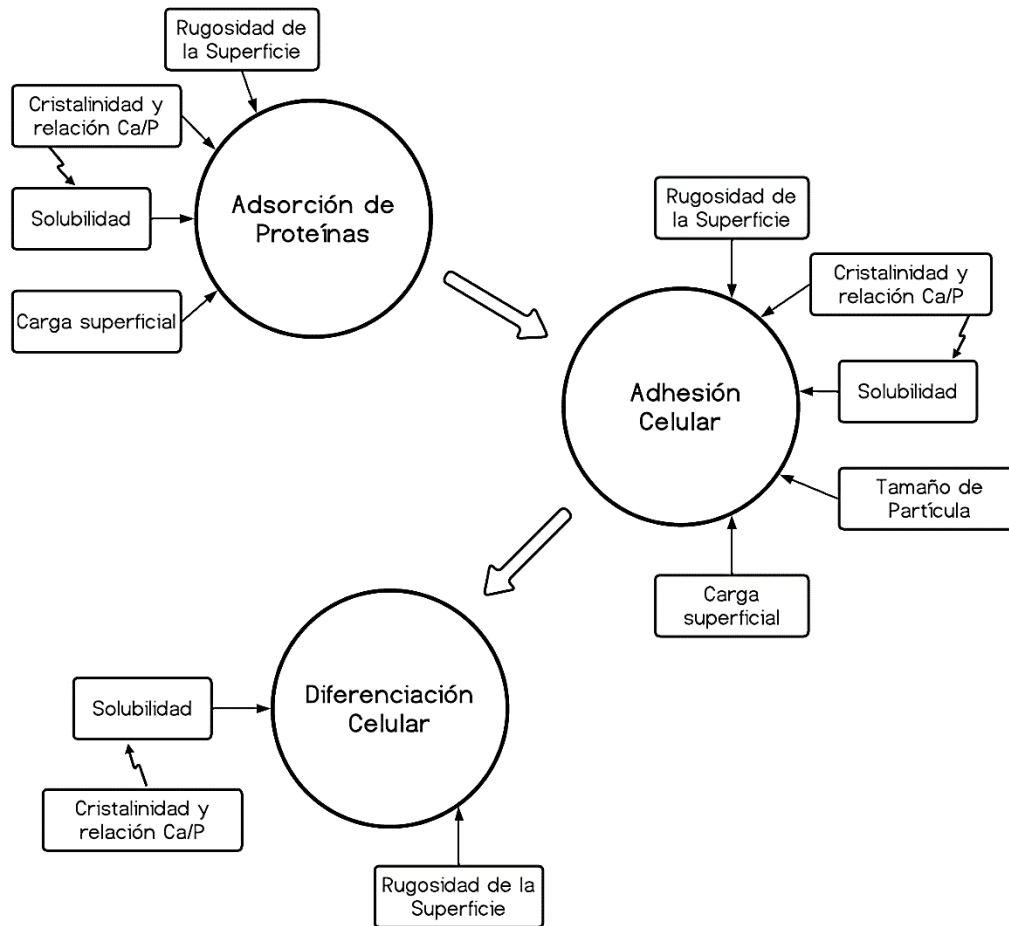 Rugosidad de
la Superficie
Cristalinidad y
relación Ca/P
Solubilidad
Carga superficial
Adsorción de
Proteínas
Rugosidad de
la Superficie
Cristalinidad y
relación Ca/P
Solubilidad
Adhesión
Celular
Tamaño de
Partícula
Carga
superficial
Solubilidad
Diferenciación
Celular
Cristalinidad y
relación Ca/P
Rugosidad de la
Superficie